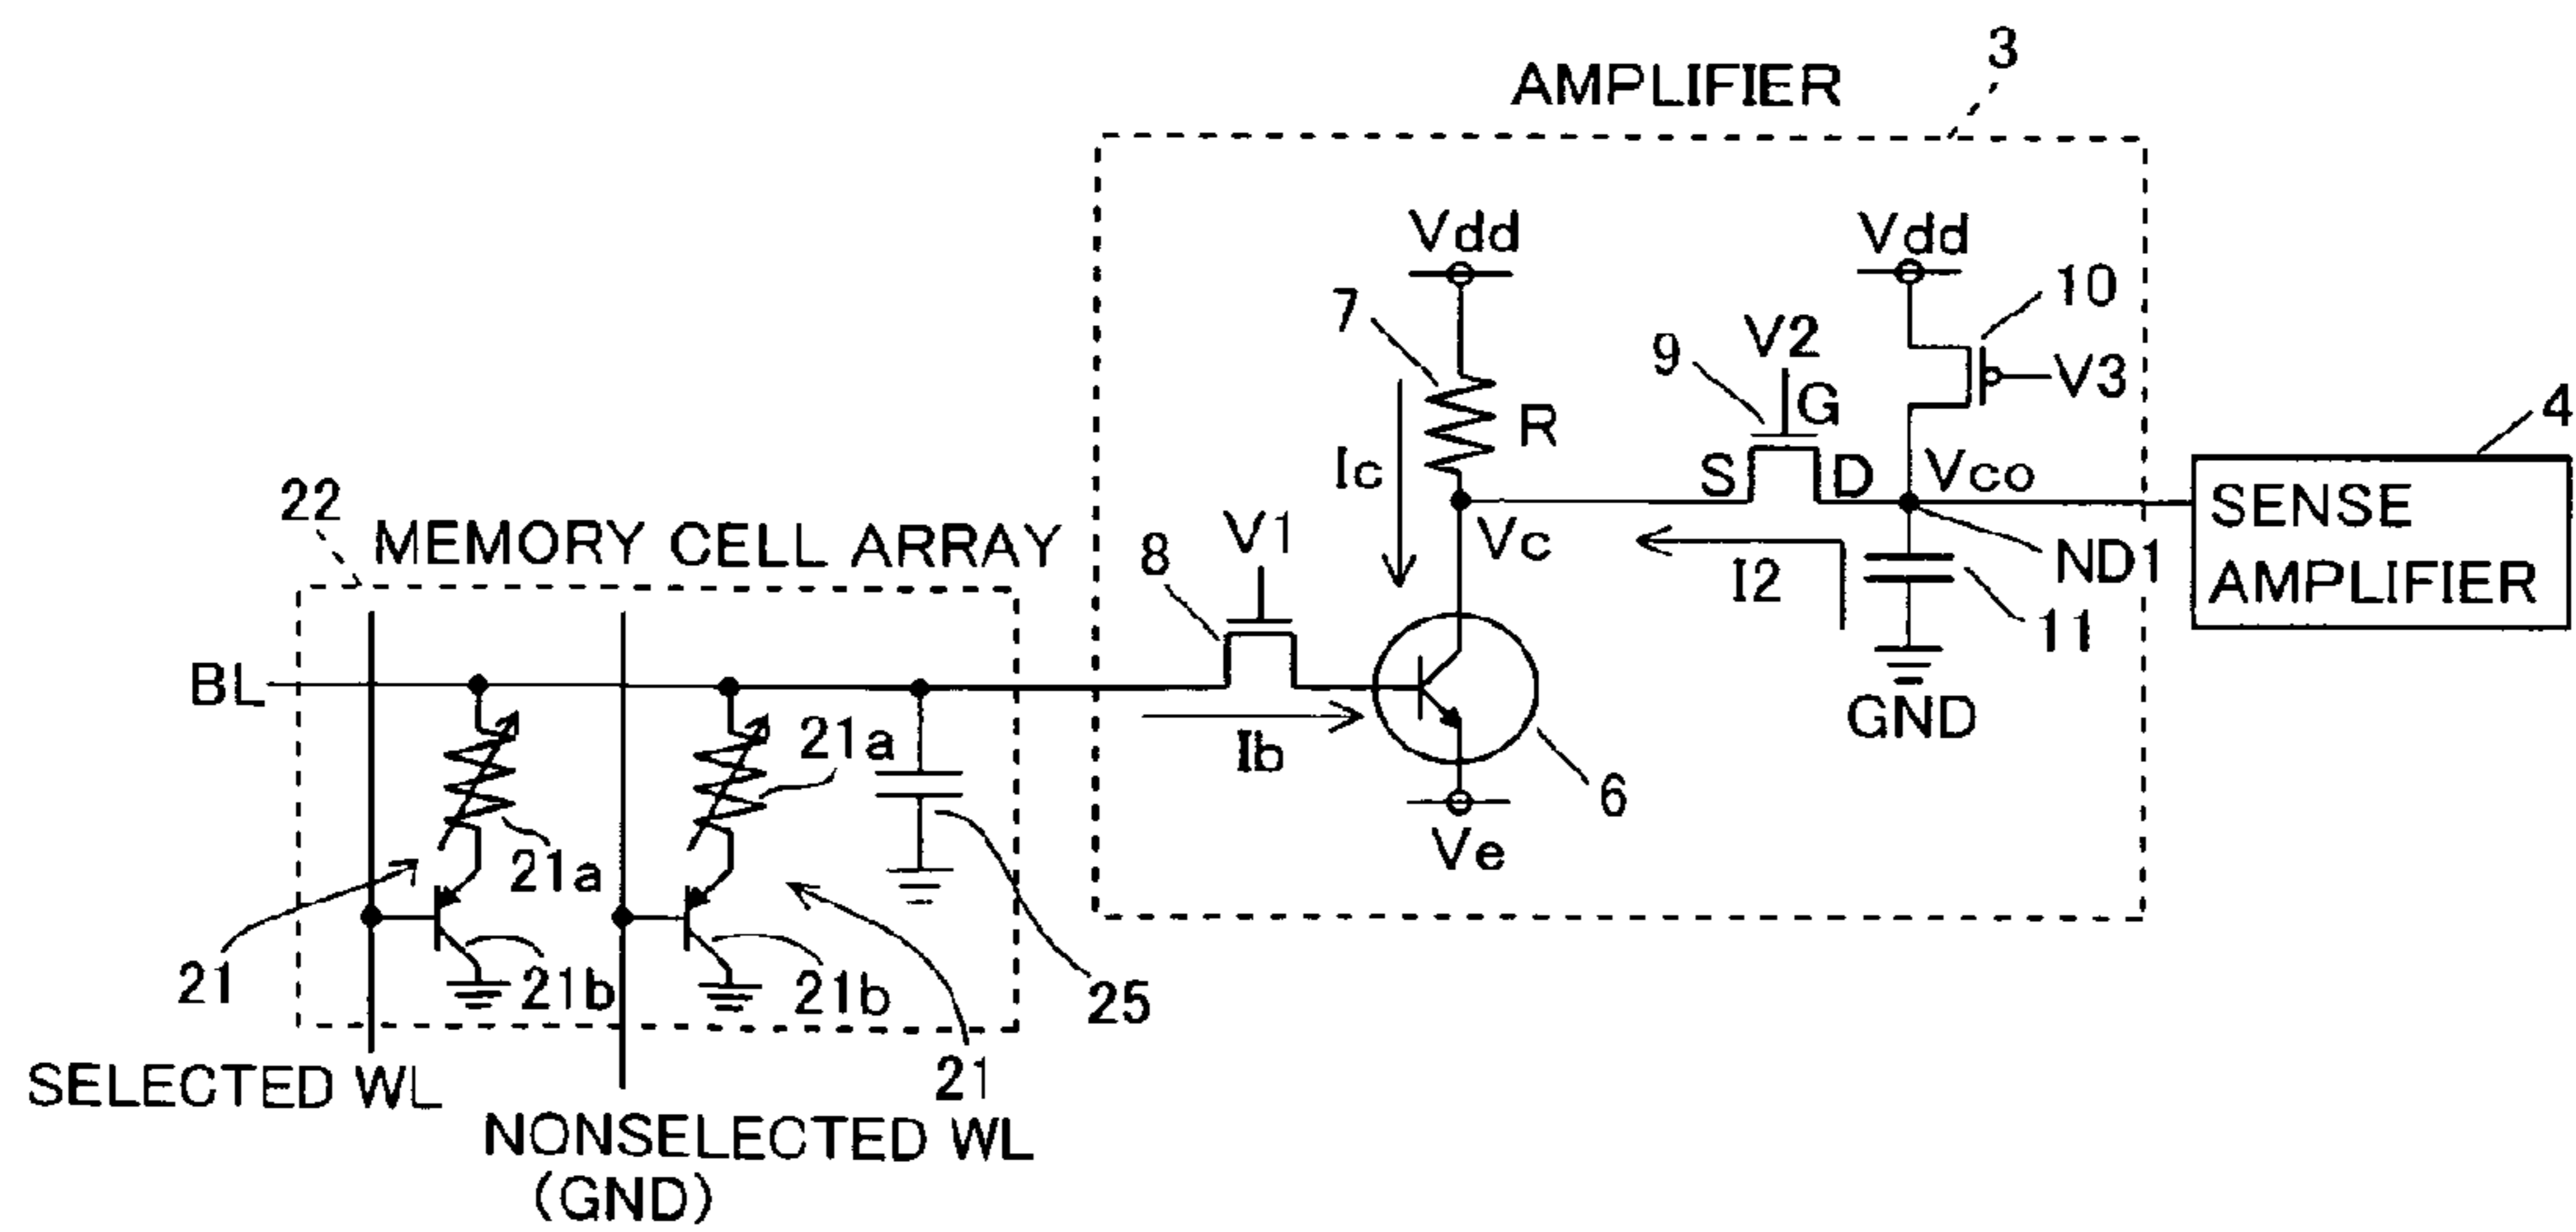 3
AMPLIFIER
Vdd
Vdd
10
7
V2
9
G
V3
4
R
Ic
S
D
Vco
SENSE
AMPLIFIER
22
MEMORY CELL ARRAY
V1
8
Vc
I2
ND1
11
GND
BL
21a
Ib
6
Ve
21a
21
21b
21b
25
21
SELECTED WL
NONSELECTED WL
(GND)